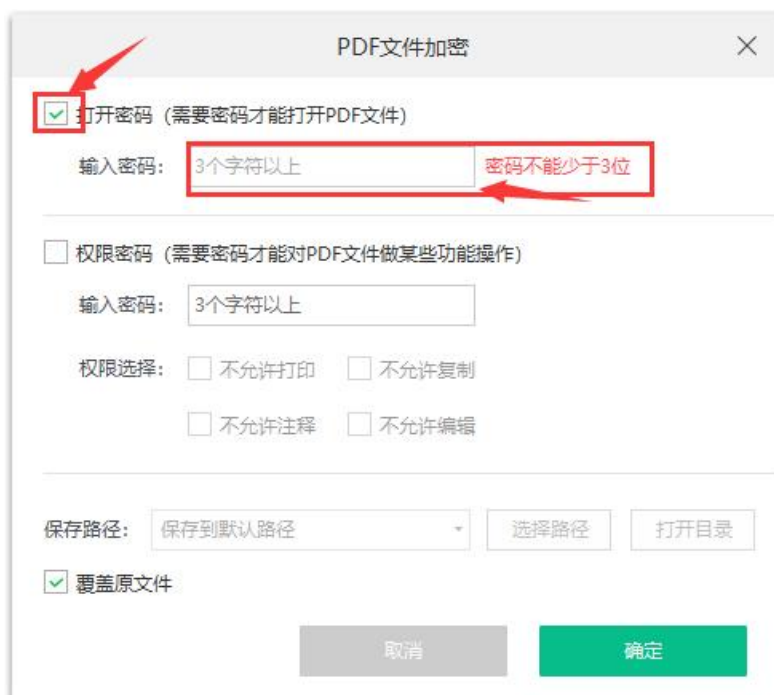 PDF文件加密
打开密码 (需要密码才能打开PDF文件)
输入密码: 3个字符以上 密码不能少于3位
权限密码 (需要密码才能对PDF文件做某些功能操作)
输入密码: 3个字符以上
权限选择: 不允许打印 不允许复制
不允许注释 不允许编辑
保存路径: 保存到默认路径 选择路径 打开目录
覆盖原文件
取消 确定